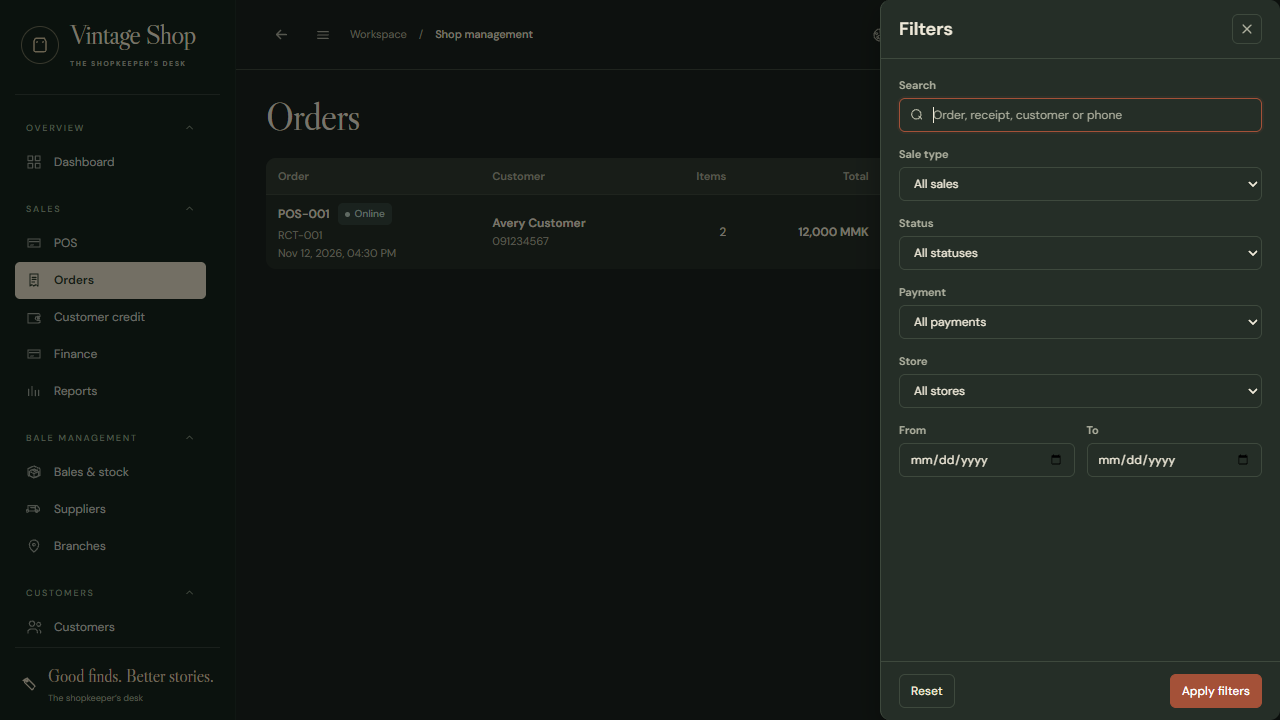 Vintage Shop
THE SHOPKEEPER'S DESK
OVERVIEW
Dashboard
SALES
POS
Orders
Customer credit
Finance
Reports
BALE MANAGEMENT
Bales & stock
Suppliers
Branches
CUSTOMERS
Customers
Good finds. Better stories.
The shopkeeper's desk
Workspace / Shop management
Orders
Order Customer Items Total
POS-001 Online
RCT-001
Nov 12, 2026, 04:30 PM
Avery Customer
091234567
2
12,000 MMK
Filters
Search
Order, receipt, customer or phone
Sale type
All sales
Status
All statuses
Payment
All payments
Store
All stores
From To
mm/dd/yyyy mm/dd/yyyy
Reset Apply filters